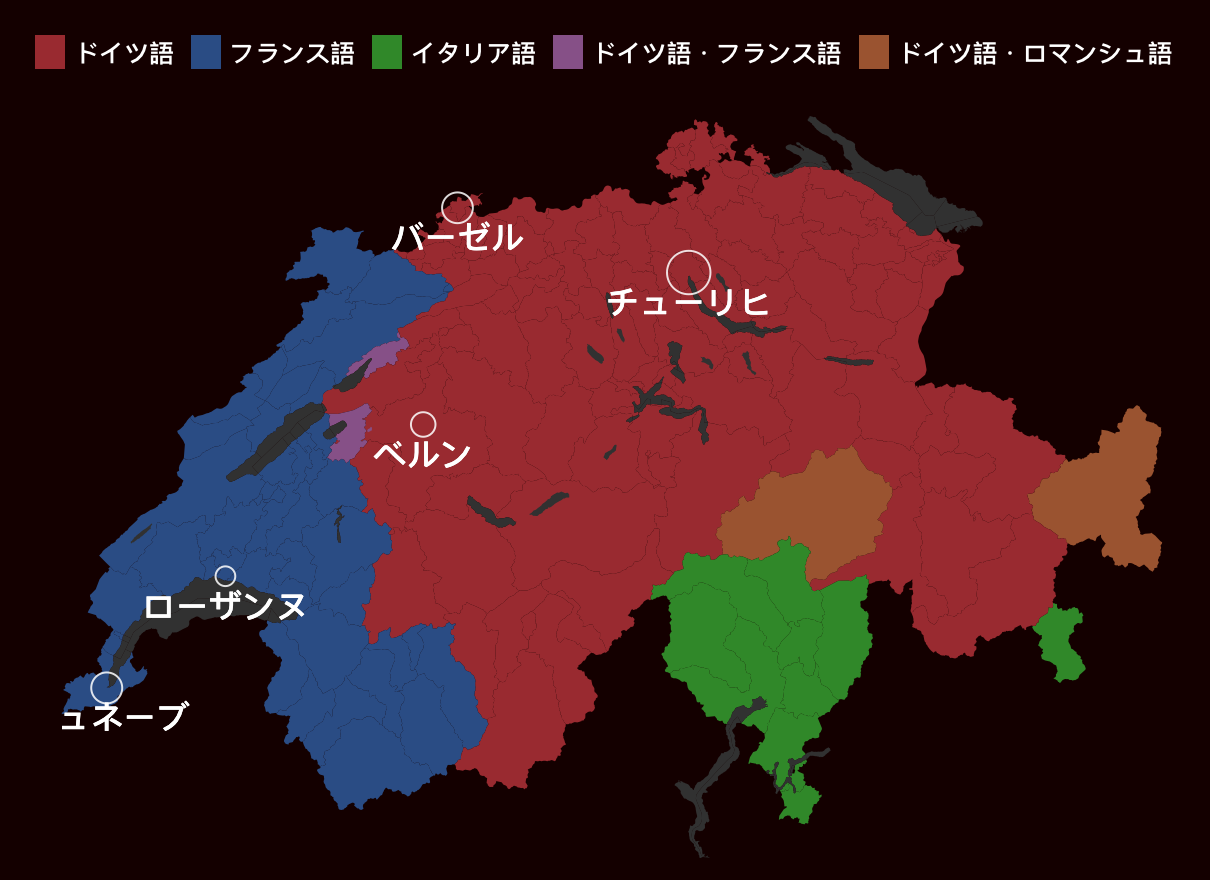 ドイツ語 フランス語 イタリア語 ドイツ語・フランス語 ドイツ語・ロマンシュ語
バーゼル
チューリヒ
ベルン
ローザンヌ
ュネーブ